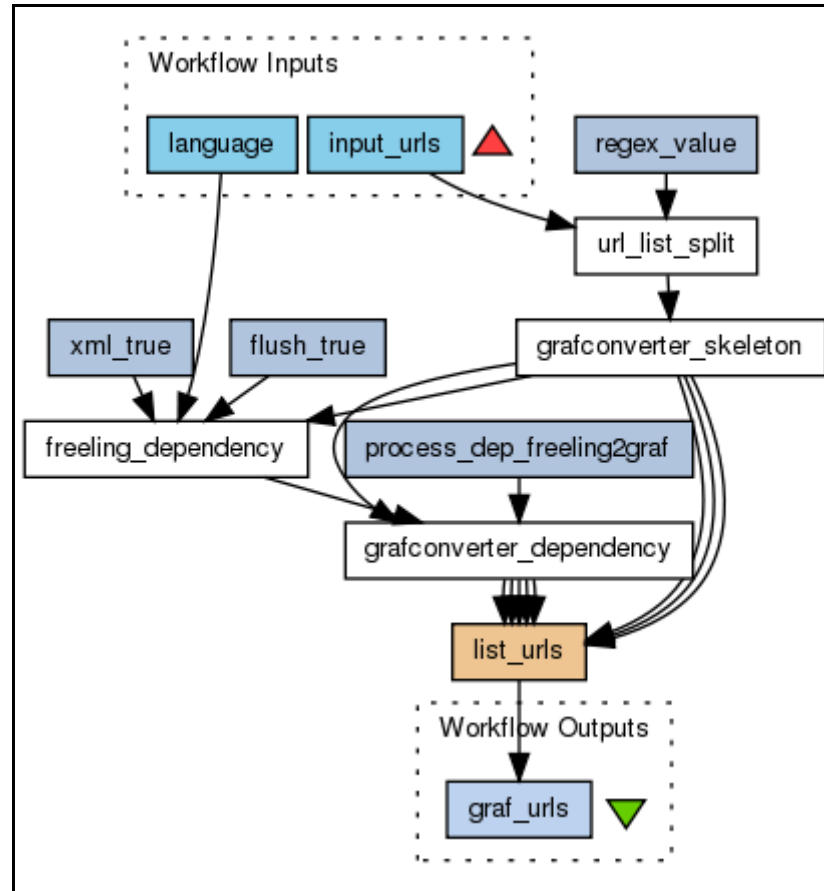 Workflow Inputs
language
input_urls
regex_value
url_list_split
xml_true
flush_true
grafconverter_skeleton
freeling_dependency
process_dep_freeling2graf
grafconverter_dependency
list_urls
Workflow Outputs
graf_urls